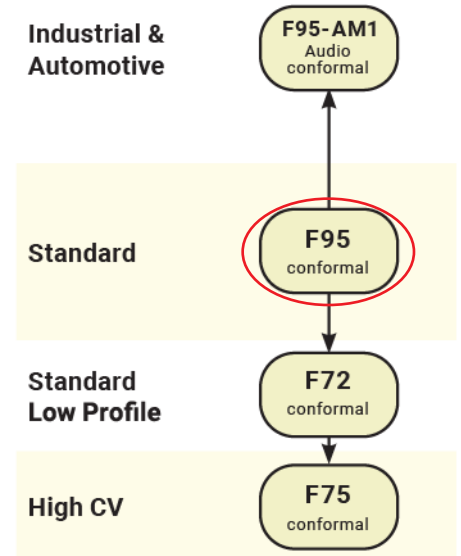 Industrial &
Automotive
F95-AM1
Audio
conformal
Standard
F95
conformal
Standard
Low Profile
F72
conformal
High CV
F75
conformal